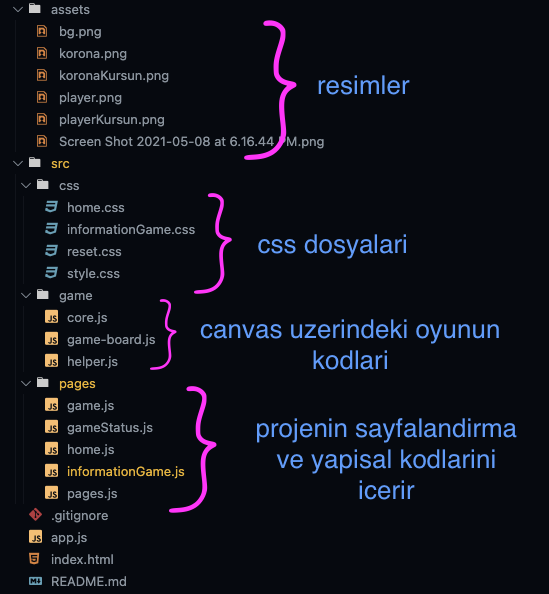 assets
bg.png
korona.png
koronaKursun.png
player.png
playerKursun.png
Screen Shot 2021-05-08 at 6.16.44 PM.png
resimler
src
css
home.css
informationGame.css
reset.css
style.css
css dosyalari
game
core.js
game-board.js
helper.js
canvas uzerindeki oyunun
kodlari
pages
game.js
gameStatus.js
home.js
informationGame.js
pages.js
projenin sayfalandirma
ve yapisal kodlarini
icerir
.gitignore
app.js
index.html
README.md